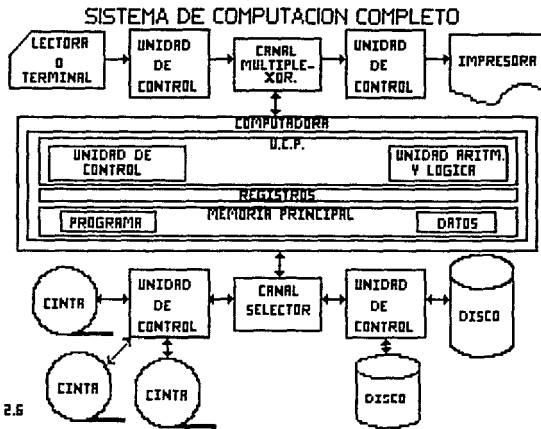 SISTEMA DE COMPUTACION COMPLETO
LECTORA
O
TERMINAL
UNIDAD
DE
CONTROL
CANAL
MULTIPLE-
XOR.
UNIDAD
DE
CONTROL
IMPRESORA
COMPUTADORA
U.C.P.
UNIDAD DE
CONTROL
UNIDAD ARITM.
Y LOGICA
REGISTROS
MEMORIA PRINCIPAL
PROGRAMA
DATOS
CINTA
UNIDAD
DE
CONTROL
CANAL
SELECTOR
UNIDAD
DE
CONTROL
DISCO
CINTA
CINTA
DISCO
2.6